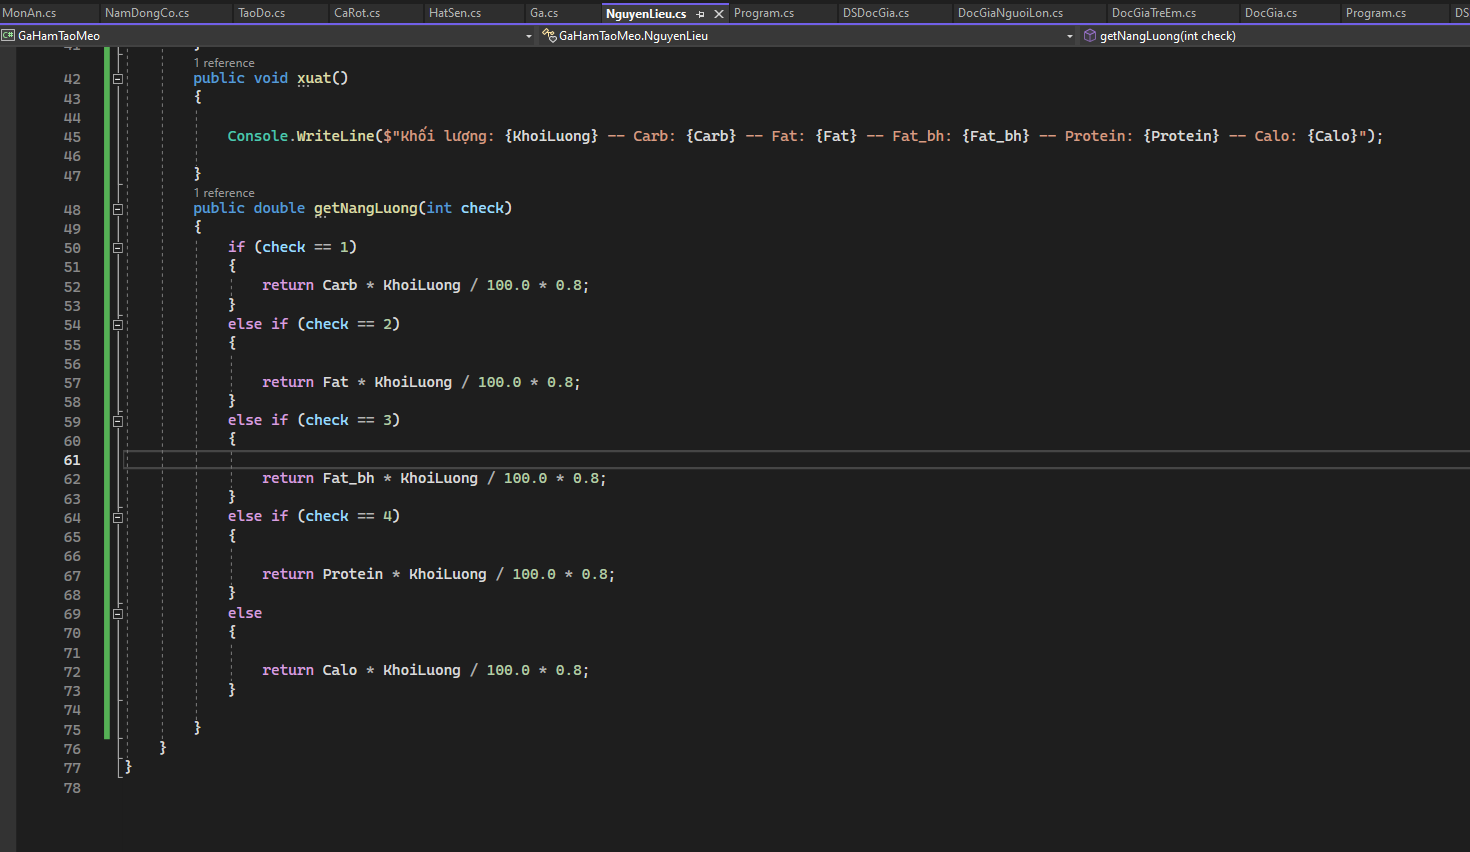 MonAn.cs NamDongCo.cs TaoDo.cs CaRot.cs HatSen.cs Ga.cs NguyenLieu.cs Program.cs DSDocGia.cs DocGiaNguoiLon.cs DocGiaTreEm.cs DocGia.cs Program.cs DS
C# GaHamTaoMeo GaHamTaoMeo.NguyenLieu getNangLuong(int check)
41 }
1 reference
42 public void xuat()
43 {
44
45 Console.WriteLine($"Khối lượng: {KhoiLuong} -- Carb: {Carb} -- Fat: {Fat} -- Fat_bh: {Fat_bh} -- Protein: {Protein} -- Calo: {Calo}");
46
47 }
1 reference
48 public double getNangLuong(int check)
49 {
50 if (check == 1)
51 {
52 return Carb * KhoiLuong / 100.0 * 0.8;
53 }
54 else if (check == 2)
55 {
56
57 return Fat * KhoiLuong / 100.0 * 0.8;
58 }
59 else if (check == 3)
60 {
61
62 return Fat_bh * KhoiLuong / 100.0 * 0.8;
63 }
64 else if (check == 4)
65 {
66
67 return Protein * KhoiLuong / 100.0 * 0.8;
68 }
69 else
70 {
71
72 return Calo * KhoiLuong / 100.0 * 0.8;
73 }
74
75 }
76 }
77 }
78